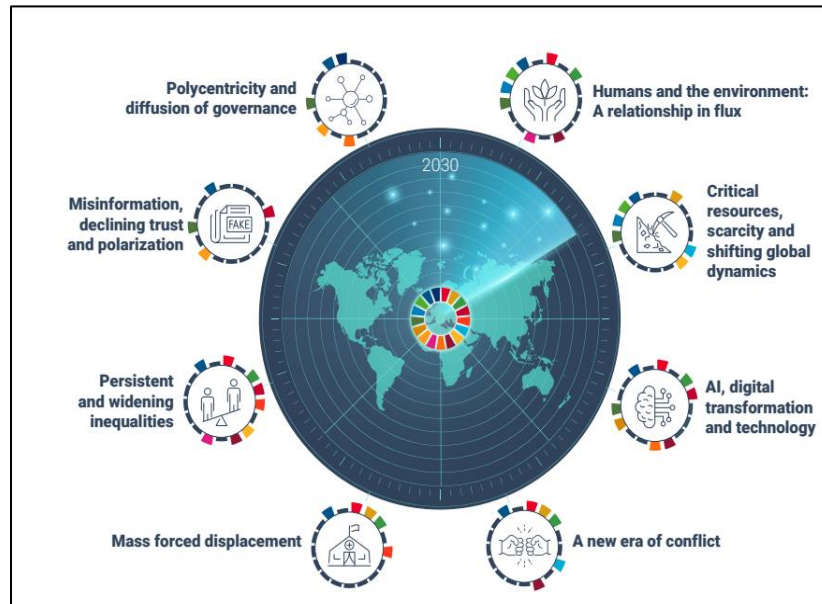 Polycentricity and
diffusion of governance
Humans and the environment:
A relationship in flux
2030
Misinformation,
declining trust
and polarization
FAKE
Critical
resources,
scarcity and
shifting global
dynamics
Persistent
and widening
inequalities
AI, digital
transformation
and technology
Mass forced displacement
A new era of conflict